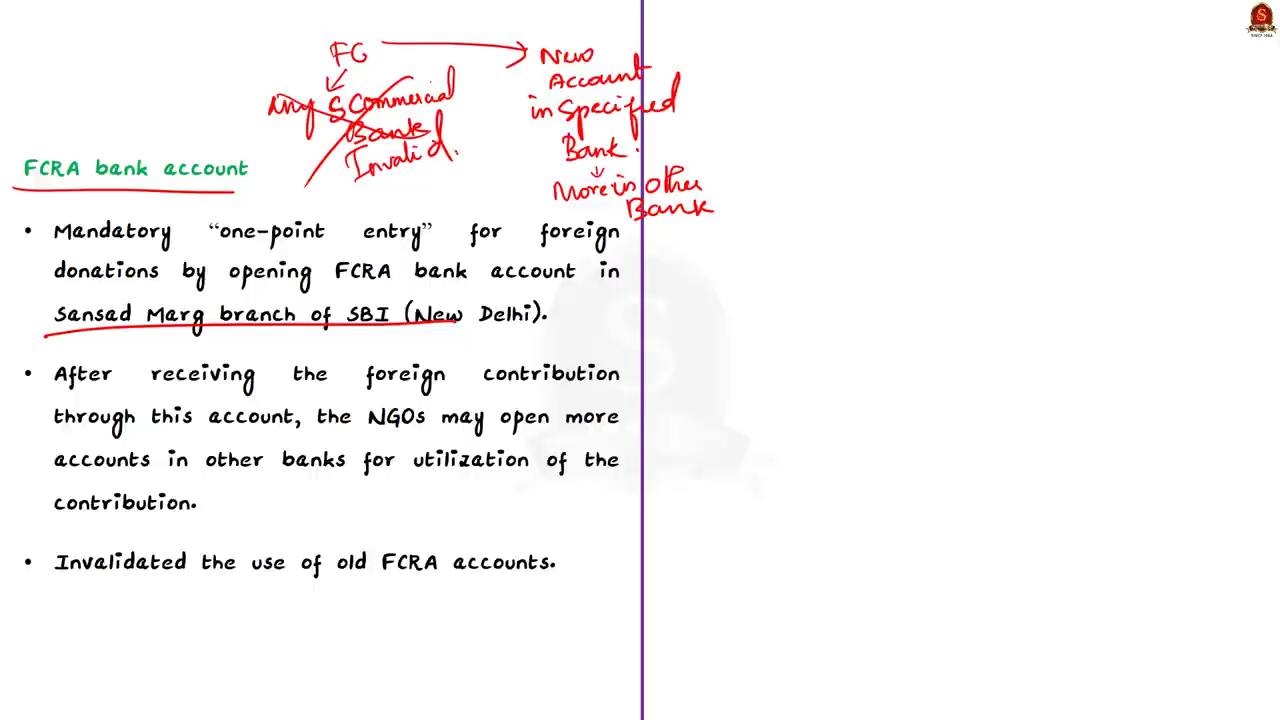 FC
New
Account
in Specified
Bank.
More in other
Bank
Any S Commercial
Bank
Invalid.
FCRA bank account
• Mandatory “one-point entry” for foreign
donations by opening FCRA bank account in
Sansad Marg branch of SBI (New Delhi).
• After receiving the foreign contribution
through this account, the NGOs may open more
accounts in other banks for utilization of the
contribution.
• Invalidated the use of old FCRA accounts.
S